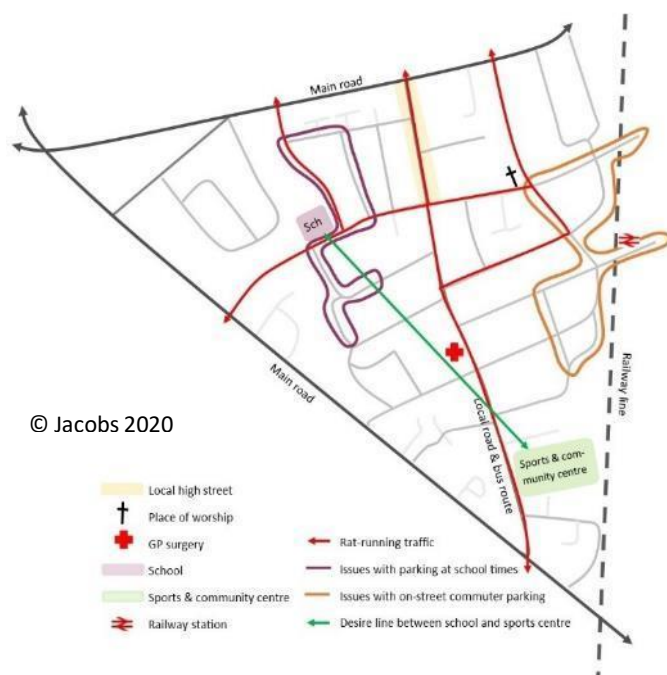 Main road
Sch
Main road
Railway line
Local road & bus route
Sports & com-
munity centre
© Jacobs 2020
Local high street
Place of worship
GP surgery
School
Sports & community centre
Railway station
Rat-running traffic
Issues with parking at school times
Issues with on-street commuter parking
Desire line between school and sports centre